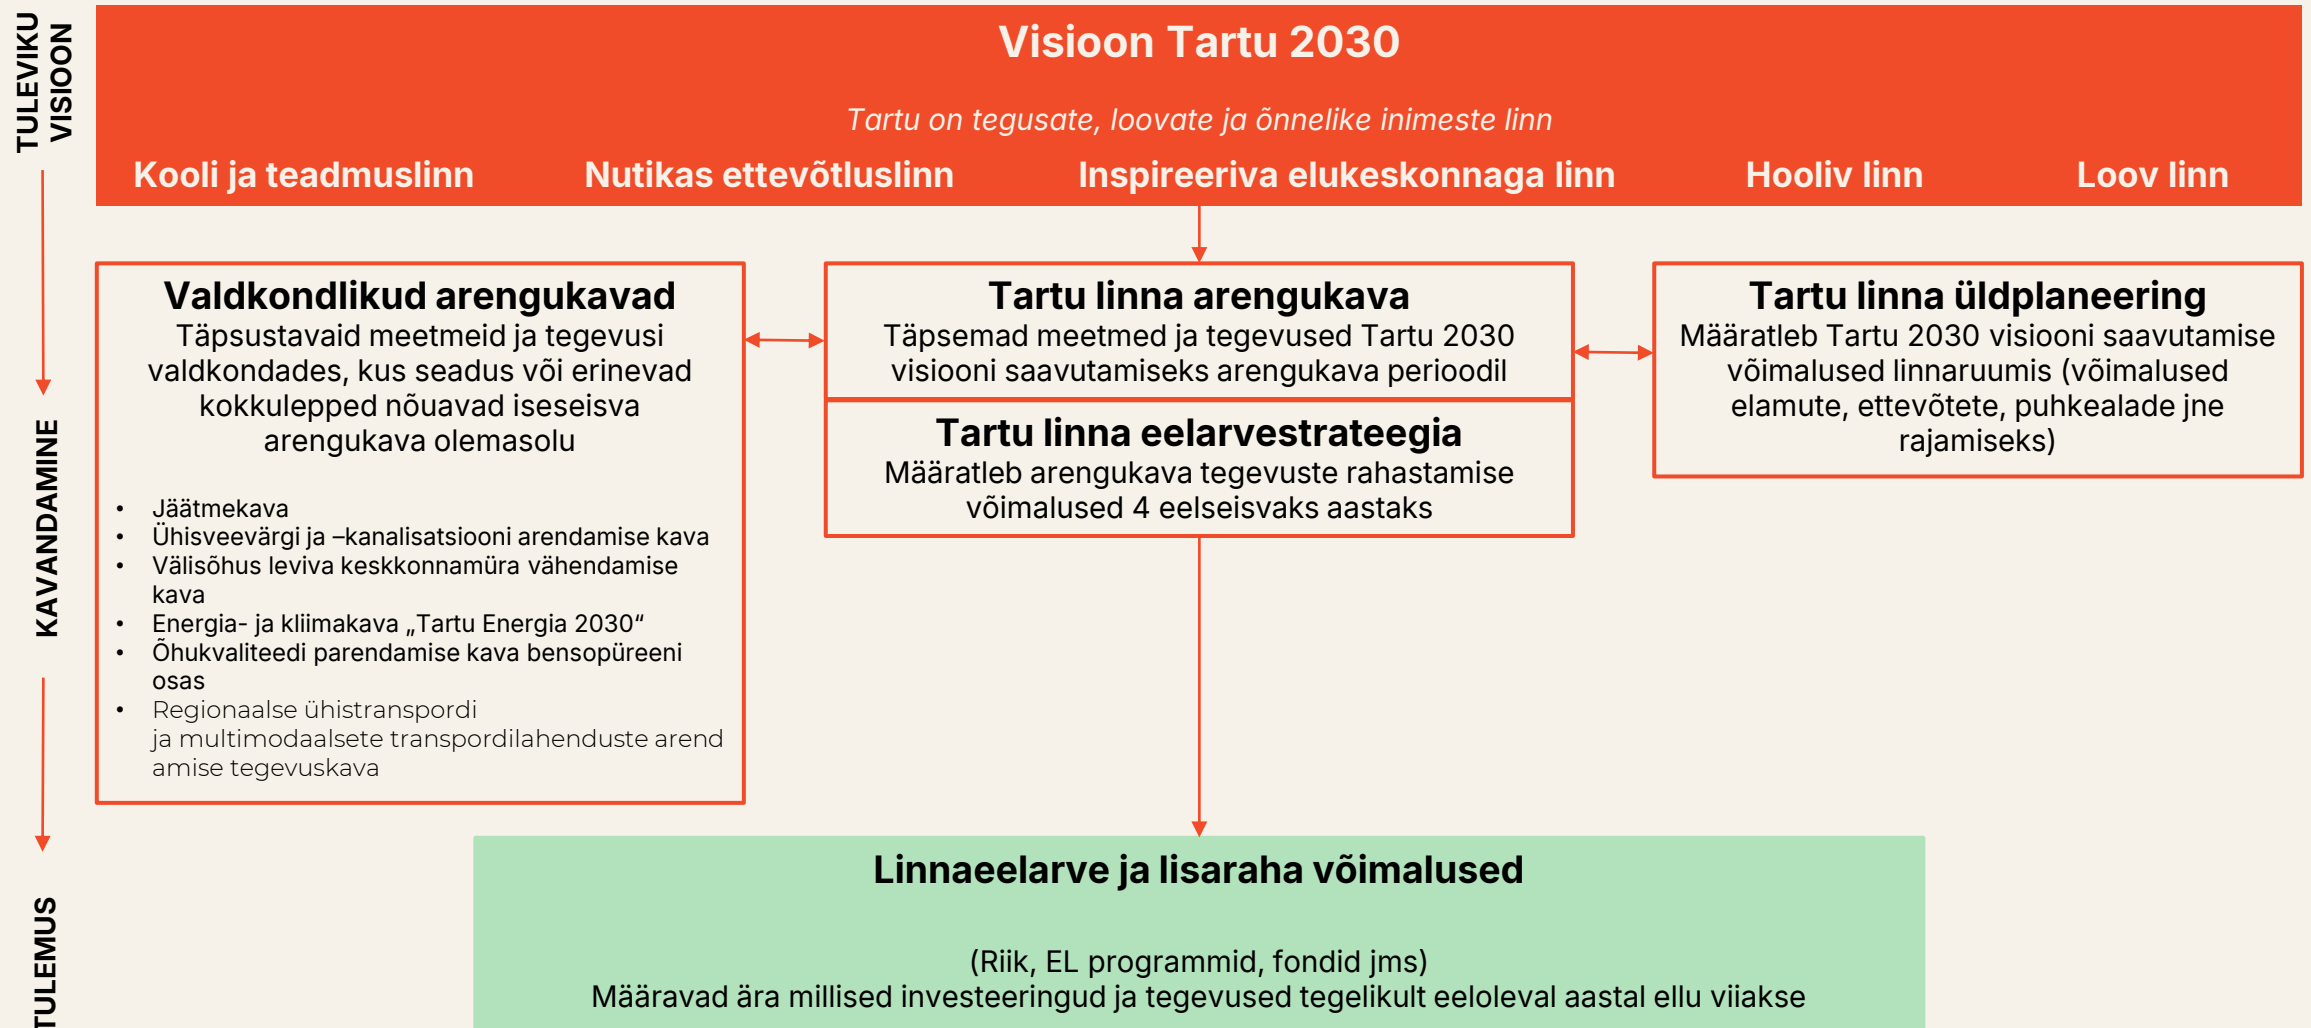 TULEVIKU
VISIOON
Visioon Tartu 2030
Tartu on tegusate, loovate ja õnnelike inimeste linn
Kooli ja teadmuslinn
Nutikas ettevõtluslinn
Inspireeriva elukeskonnaga linn
Hooliv linn
Loov linn
KAVANDAMINE
Valdkondlikud arengukavad
Täpsustavaid meetmeid ja tegevusi
valdkondades, kus seadus või erinevad
kokkulepped nõuavad iseseisva
arengukava olemasolu
• Jäätmekava
• Ühisveevärgi ja –kanalisatsiooni arendamise kava
• Välisõhus leviva keskkonnamüra vähendamise
kava
• Energia- ja kliimakava „Tartu Energia 2030“
• Õhukvaliteedi parendamise kava bensopüreeni
osas
• Regionaalse ühistranspordi
ja multimodaalsete transpordilahenduste arend
amise tegevuskava
Tartu linna arengukava
Täpsemad meetmed ja tegevused Tartu 2030
visiooni saavutamiseks arengukava perioodil
Tartu linna eelarvestrateegia
Määratleb arengukava tegevuste rahastamise
võimalused 4 eelseisvaks aastaks
Tartu linna üldplaneering
Määratleb Tartu 2030 visiooni saavutamise
võimalused linnaruumis (võimalused
elamute, ettevõtete, puhkealade jne
rajamiseks)
TULEMUS
Linnaeelarve ja lisaraha võimalused
(Riik, EL programmid, fondid jms)
Määravad ära millised investeeringud ja tegevused tegelikult eeloleval aastal ellu viiakse